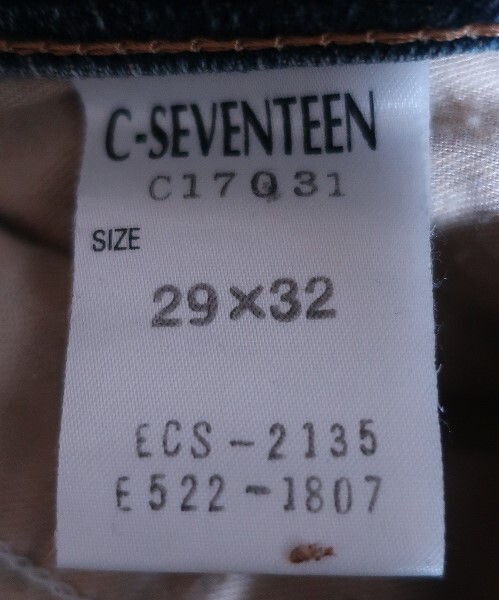 C-SEVENTEEN
C17Q31
SIZE
29×32
ECS-2135
E522-1807